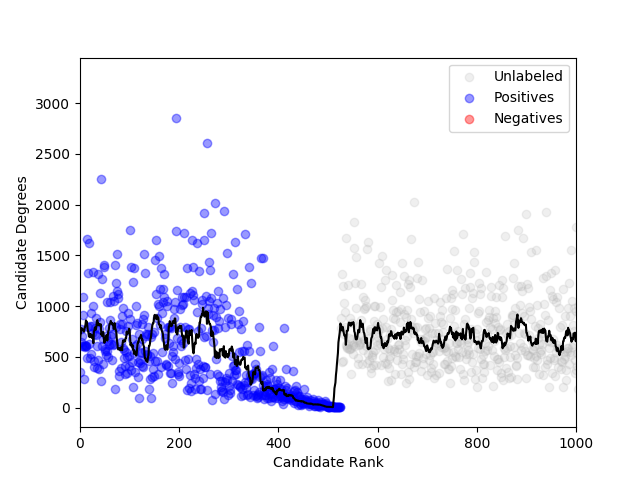 Unlabeled
Positives
Negatives
3000
2500
2000
1500
1000
500
0
Candidate Degrees
0 200 400 600 800 1000
Candidate Rank